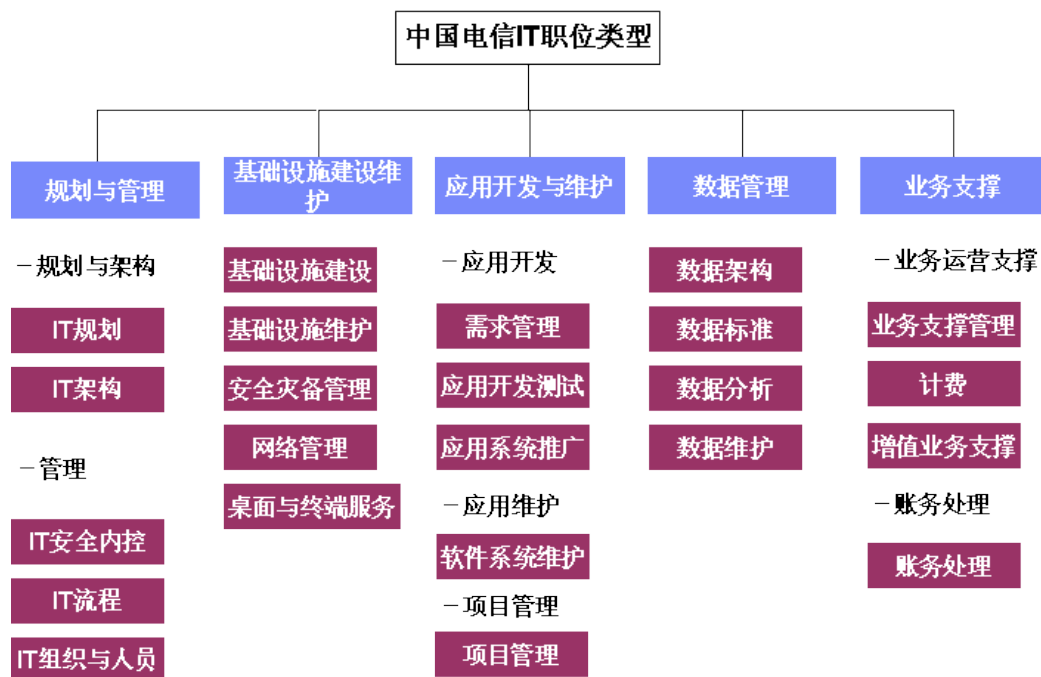 中国电信IT职位类型
规划与管理
－规划与架构
IT规划
IT架构
－管理
IT安全内控
IT流程
IT组织与人员
基础设施建设维
护
基础设施建设
基础设施维护
安全灾备管理
网络管理
桌面与终端服务
应用开发与维护
－应用开发
需求管理
应用开发测试
应用系统推广
－应用维护
软件系统维护
－项目管理
项目管理
数据管理
数据架构
数据标准
数据分析
数据维护
业务支撑
－业务运营支撑
业务支撑管理
计费
增值业务支撑
－账务处理
账务处理